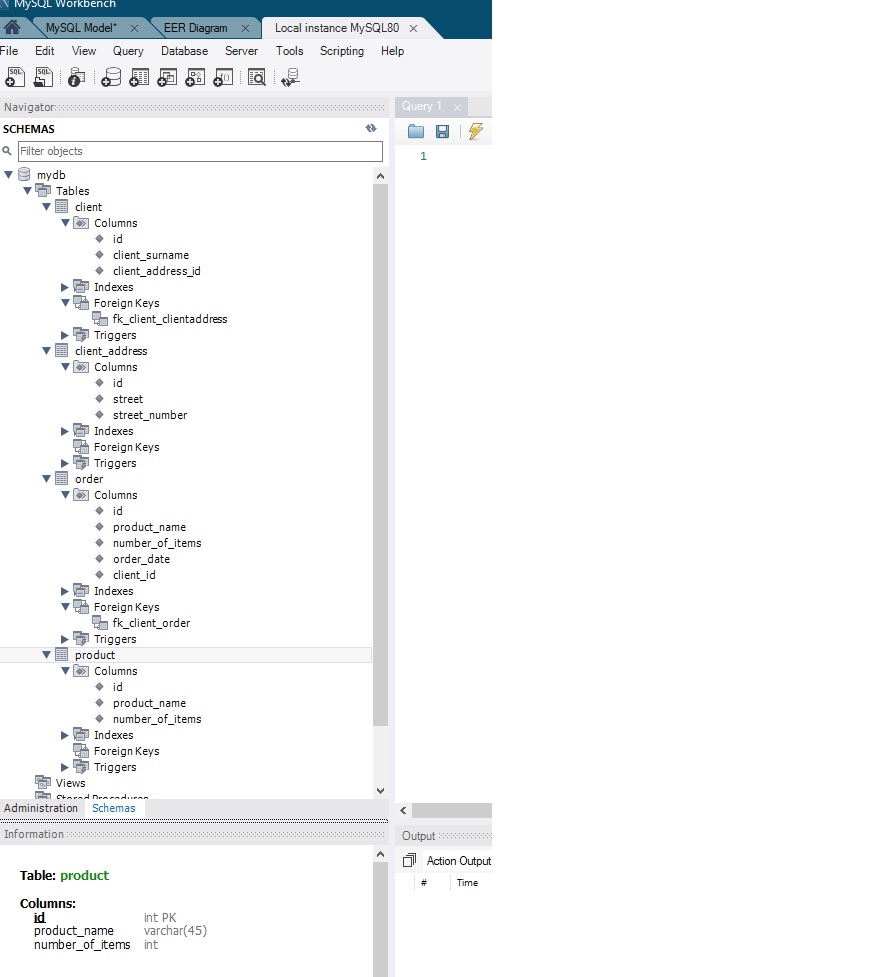 MySQL Workbench
MySQL Model* EER Diagram Local instance MySQL80
File Edit View Query Database Server Tools Scripting Help
Navigator
Query 1
SCHEMAS
Filter objects
1
mydb
Tables
client
Columns
id
client_surname
client_address_id
Indexes
Foreign Keys
fk_client_clientaddress
Triggers
client_address
Columns
id
street
street_number
Indexes
Foreign Keys
Triggers
order
Columns
id
product_name
number_of_items
order_date
client_id
Indexes
Foreign Keys
fk_client_order
Triggers
product
Columns
id
product_name
number_of_items
Indexes
Foreign Keys
Triggers
Views
Stored Procedures
Administration Schemas
Information
Output
Action Output
# Time
Table: product
Columns:
id int PK
product_name varchar(45)
number_of_items int